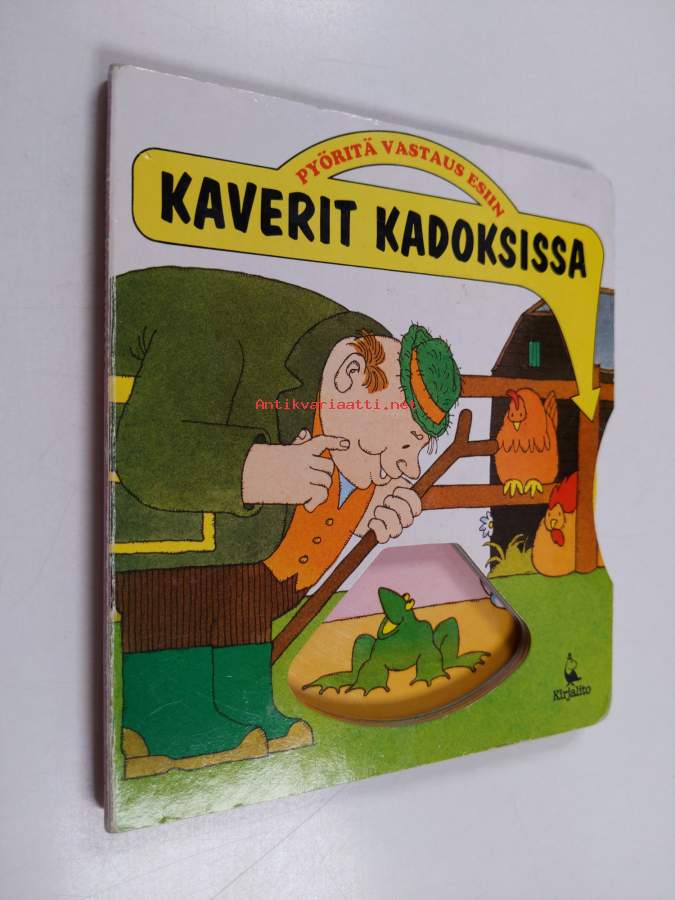 PYÖRITÄ VASTAUS ESIIN
KAVERIT KADOKSISSA
Antikvariaatti.net
Kirjalito